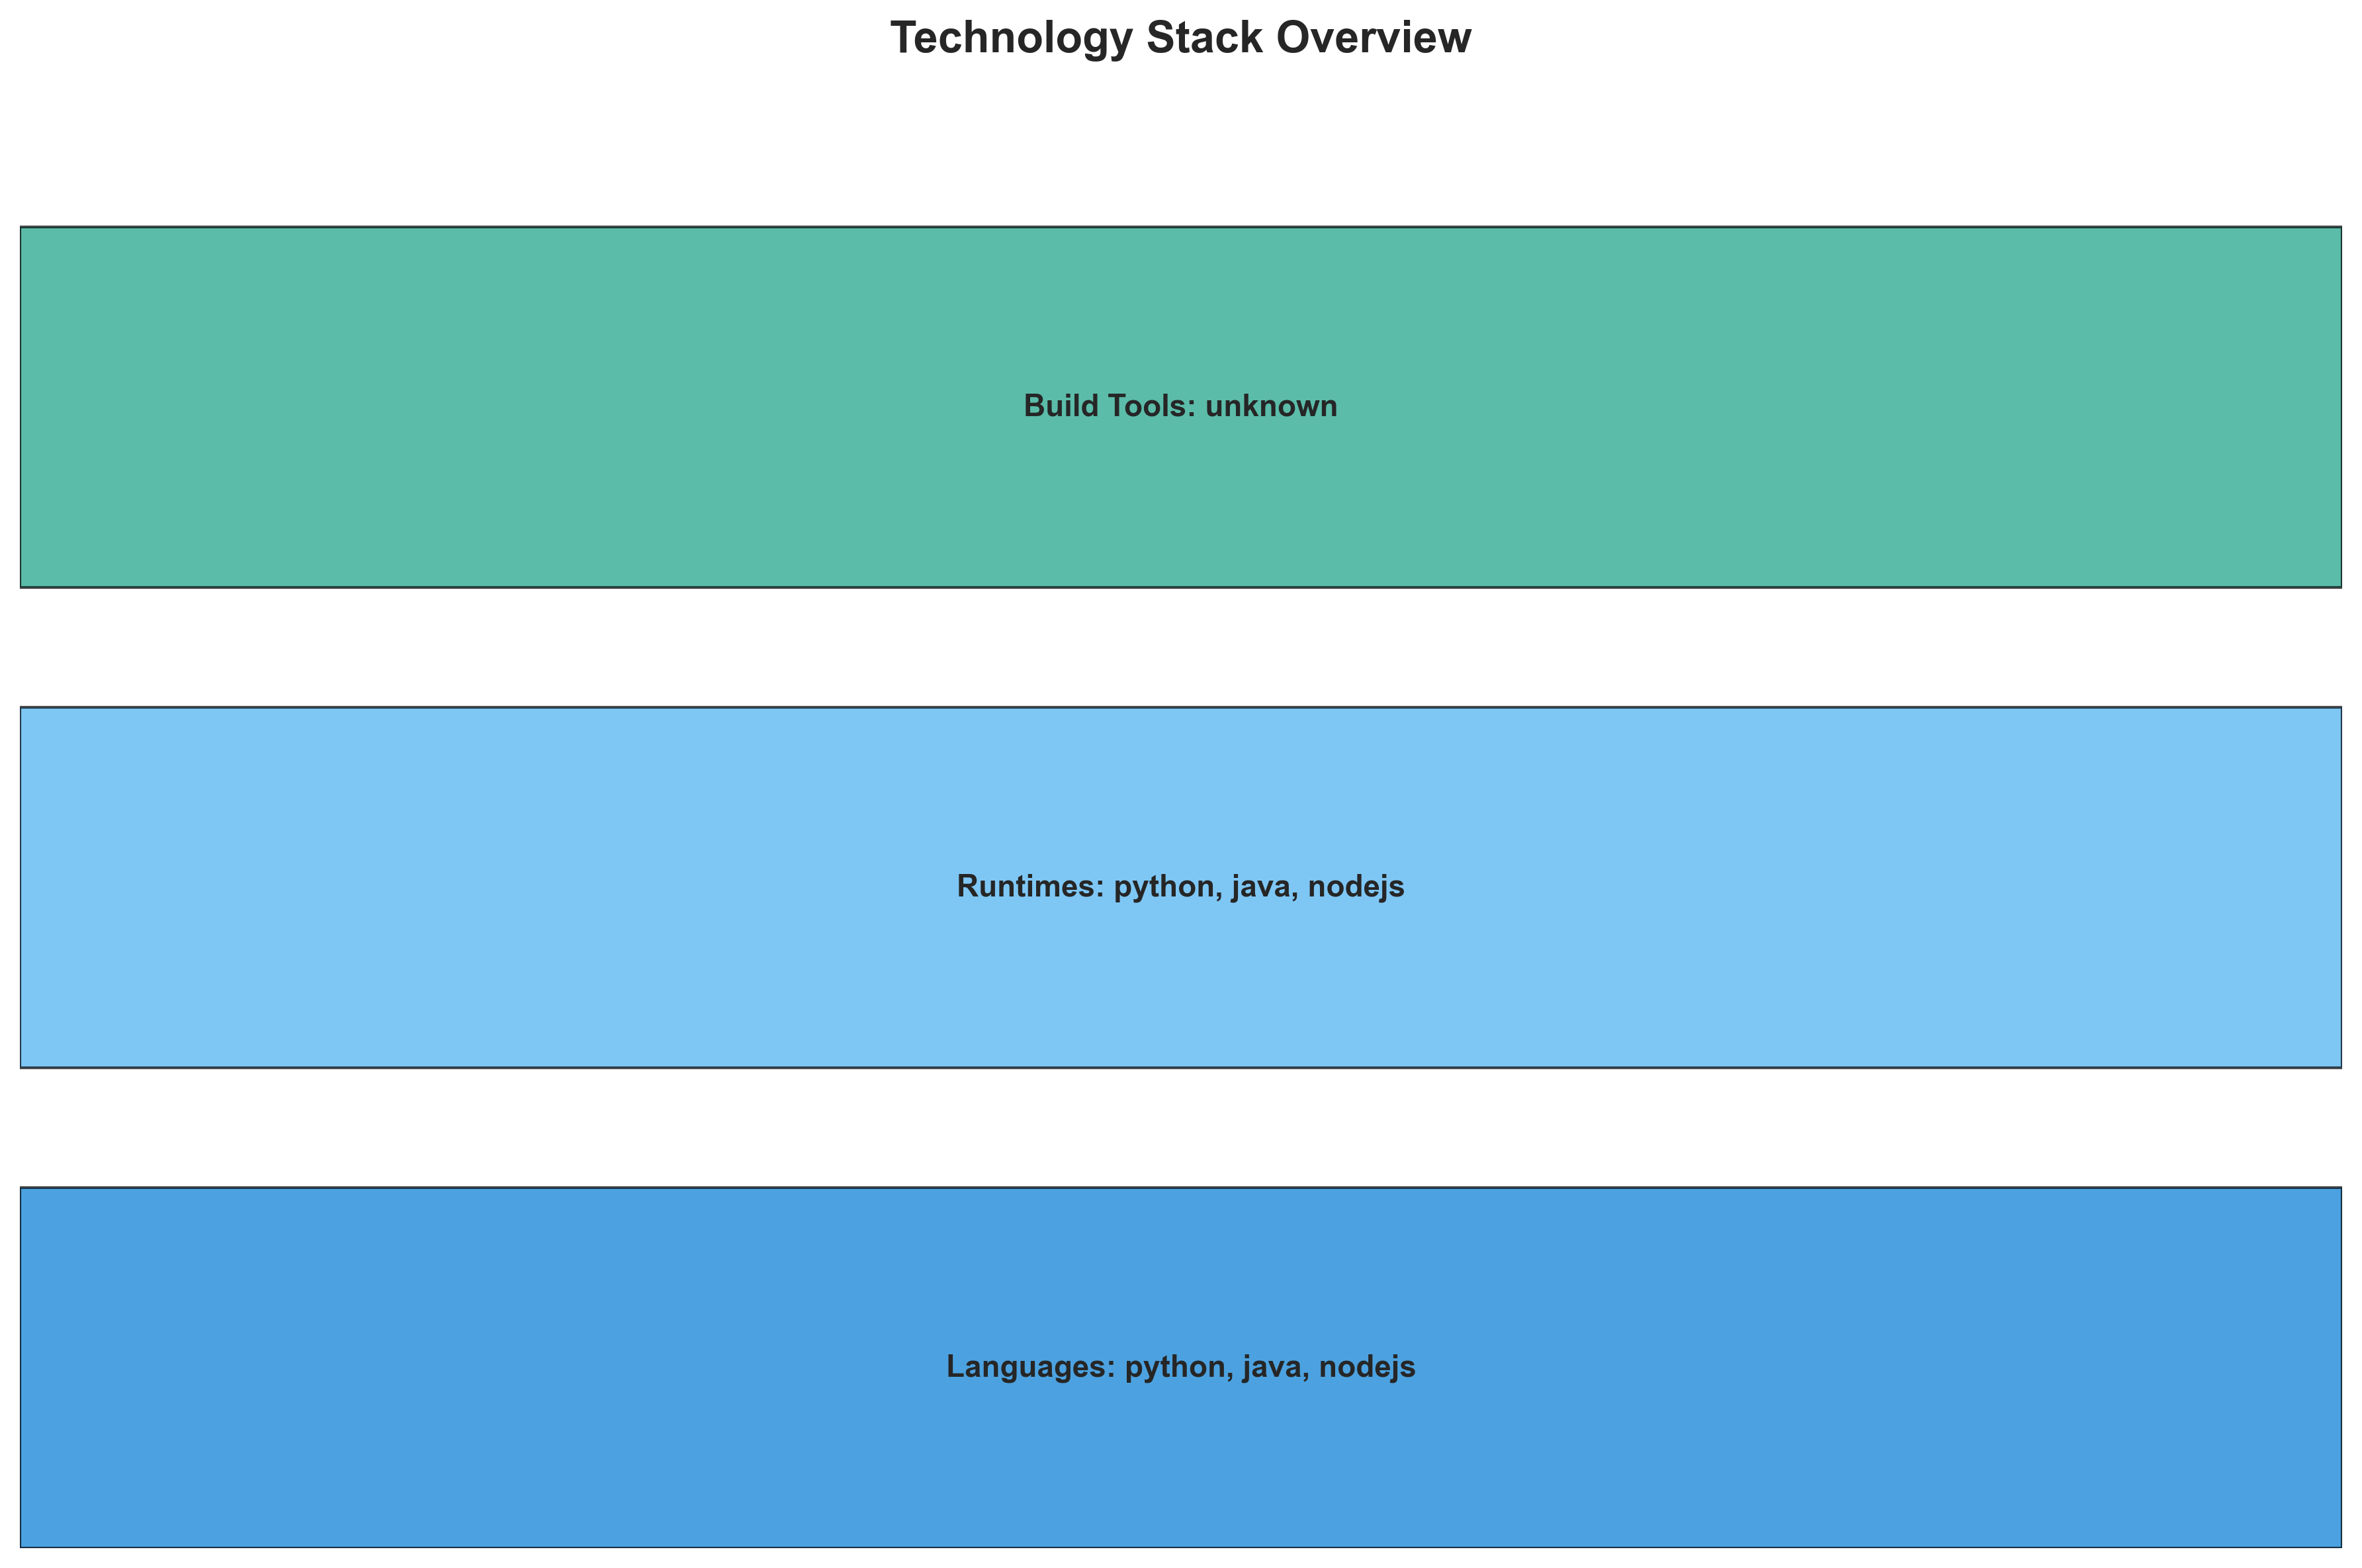 Technology Stack Overview
Build Tools: unknown
Runtimes: python, java, nodejs
Languages: python, java, nodejs